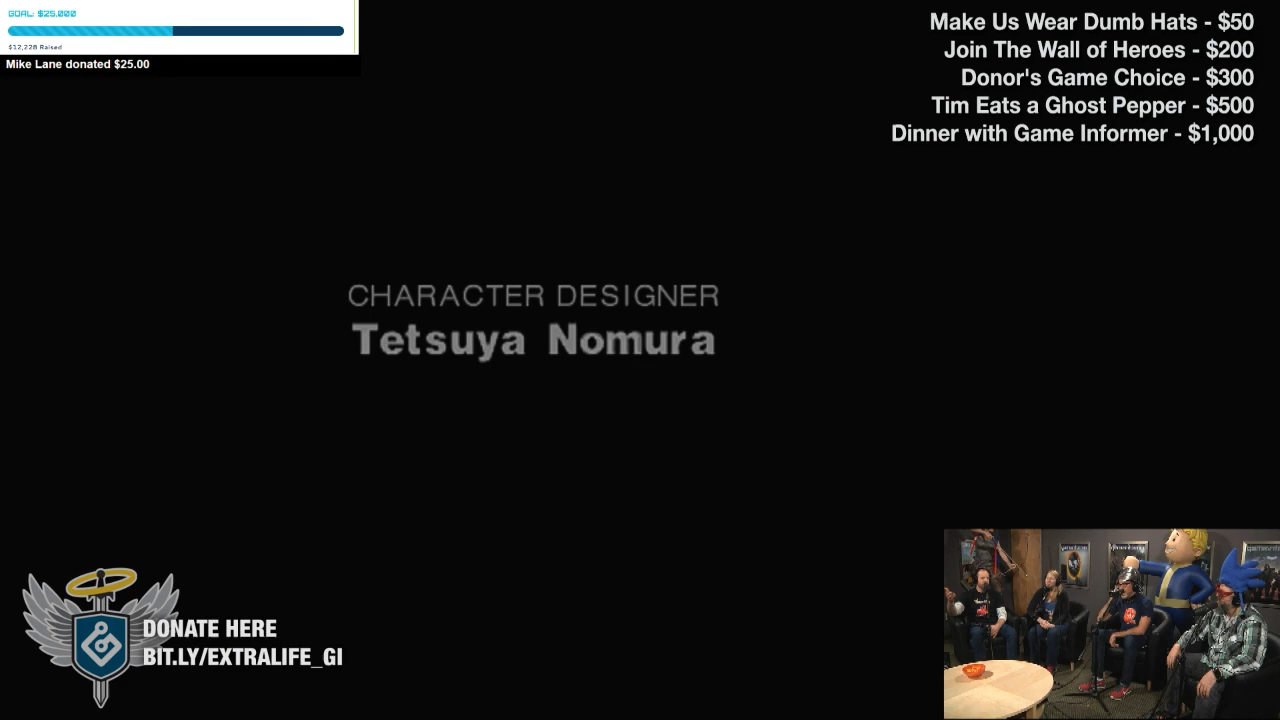 GOAL: $25,000
$12,228 Raised
Mike Lane donated $25.00
Make Us Wear Dumb Hats - $50
Join The Wall of Heroes - $200
Donor's Game Choice - $300
Tim Eats a Ghost Pepper - $500
Dinner with Game Informer - $1,000
CHARACTER DESIGNER
Tetsuya Nomura
DONATE HERE
BIT.LY/EXTRALIFE_GI